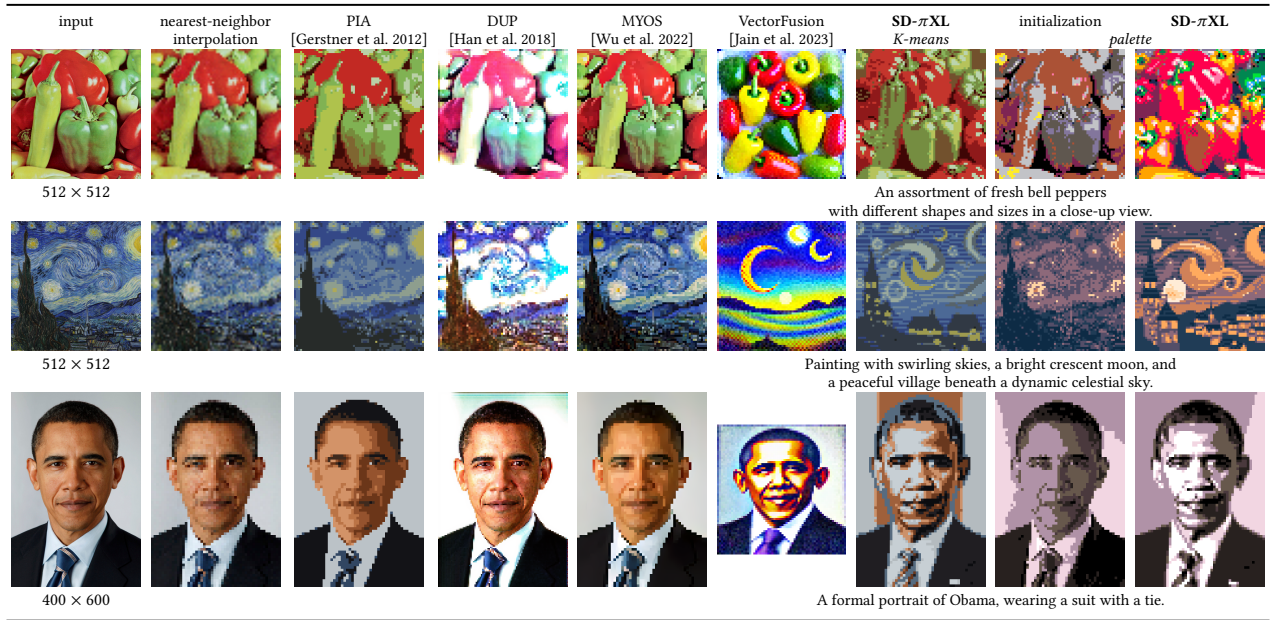 input
nearest-neighbor
interpolation
PIA
[Gerstner et al. 2012]
DUP
[Han et al. 2018]
MYOS
[Wu et al. 2022]
VectorFusion
[Jain et al. 2023]
SD-πXL
K-means
initialization
SD-πXL
palette
512 × 512
An assortment of fresh bell peppers
with different shapes and sizes in a close-up view.
512 × 512
Painting with swirling skies, a bright crescent moon, and
a peaceful village beneath a dynamic celestial sky.
400 × 600
A formal portrait of Obama, wearing a suit with a tie.